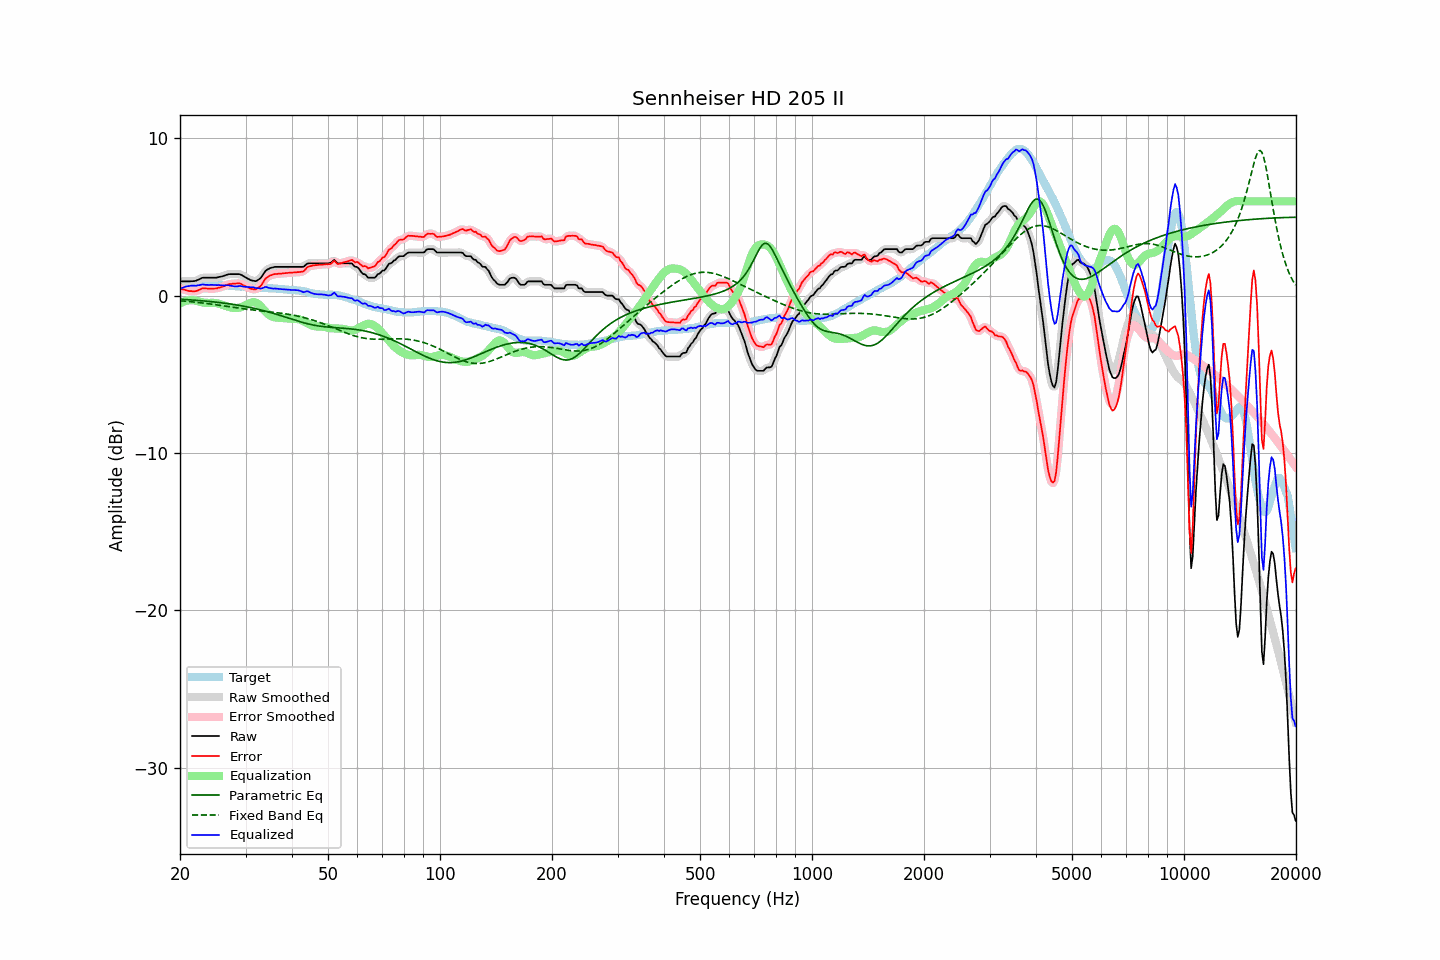 Sennheiser HD 205 II
10
0
−10
−20
−30
Amplitude (dBr)
Target
Raw Smoothed
Error Smoothed
Raw
Error
Equalization
Parametric Eq
Fixed Band Eq
Equalized
20 50 100 200 500 1000 2000 5000 10000 20000
Frequency (Hz)